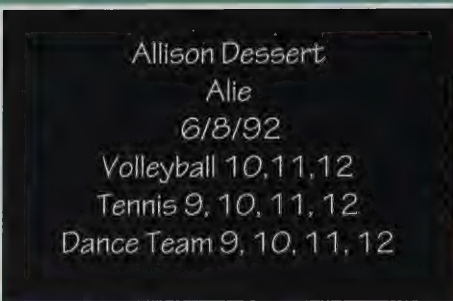 Allison Dessert
Alie
6/8/92
Volleyball 10,11,12
Tennis 9, 10, 11, 12
Dance Team 9, 10, 11, 12